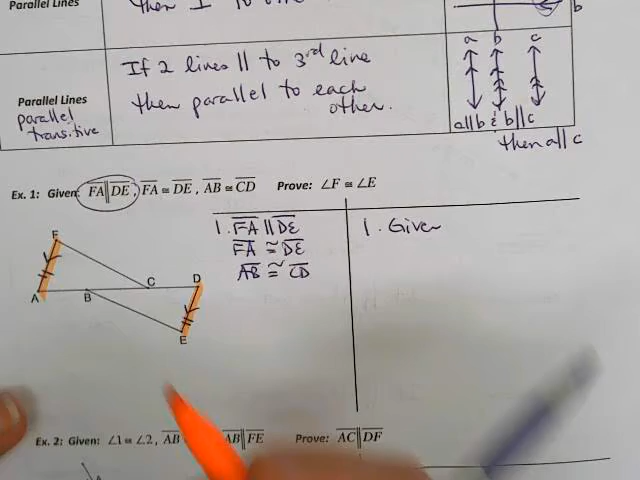 Parallel Lines
then
b
If 2 lines || to 3rd line
then parallel to each
other.
Parallel Lines
parallel
transitive
a b c
a||b & b||c
then a||c
Ex. 1: Given: FA||DE, FA ≅ DE, AB ≅ CD Prove: ∠F ≅ ∠E
1. FA || DE
FA ≅ DE
AB ≅ CD
1. Given
F
A
B
C
D
E
Ex. 2: Given: ∠1 ≅ ∠2, AB AB||FE Prove: AC||DF